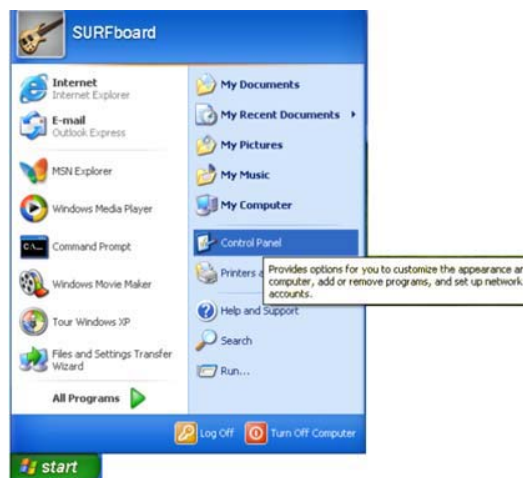 SURFboard
Internet
Internet Explorer
E-mail
Outlook Express
MSN Explorer
Windows Media Player
C:\...
Command Prompt
Windows Movie Maker
Tour Windows XP
Files and Settings Transfer
Wizard
All Programs
My Documents
My Recent Documents
My Pictures
My Music
My Computer
Control Panel
Printers
Provides options for you to customize the appearance
computer, add or remove programs, and set up network
accounts.
Help and Support
Search
Run...
Log Off
Turn Off Computer
start